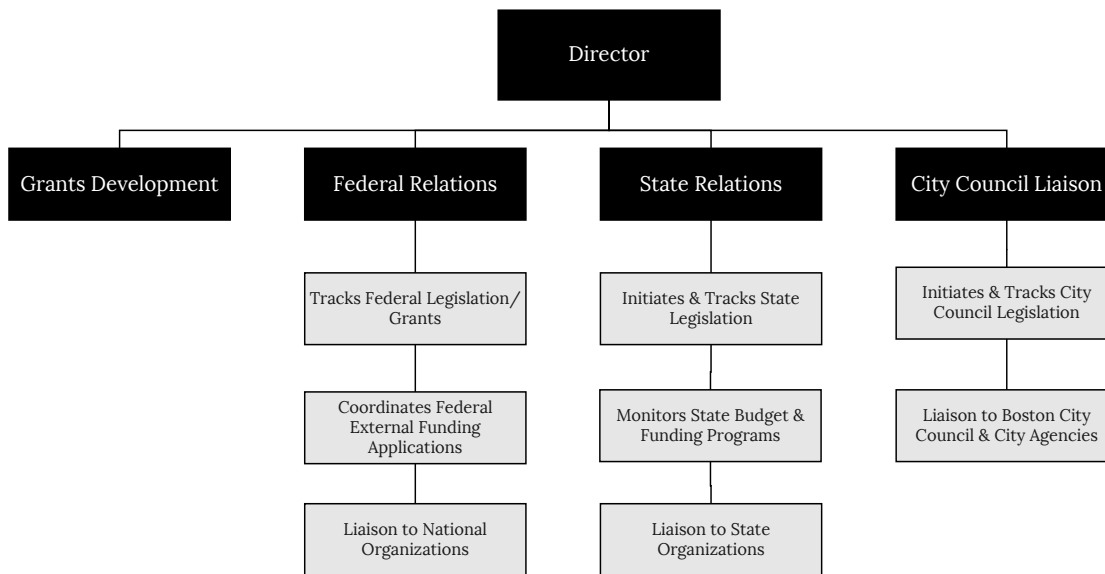 Director
Grants Development
Federal Relations
State Relations
City Council Liaison
Tracks Federal Legislation/
Grants
Coordinates Federal
External Funding
Applications
Liaison to National
Organizations
Initiates & Tracks State
Legislation
Monitors State Budget &
Funding Programs
Liaison to State
Organizations
Initiates & Tracks City
Council Legislation
Liaison to Boston City
Council & City Agencies